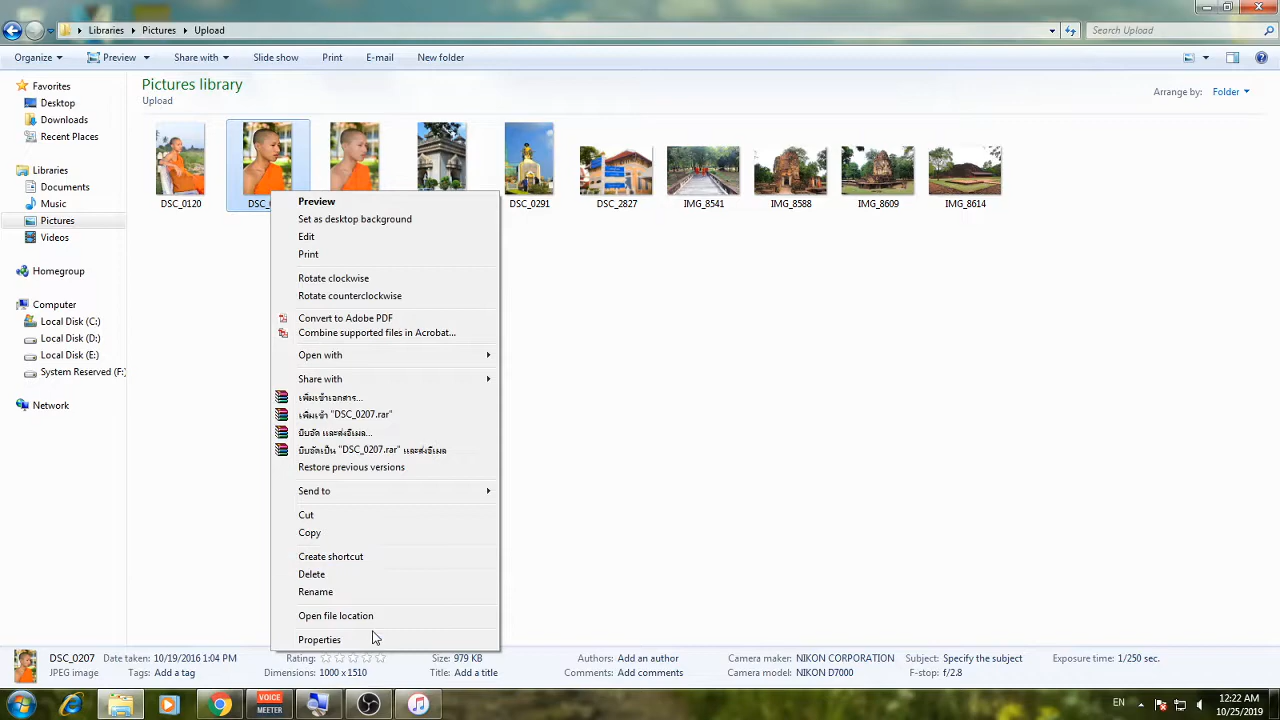 Libraries Pictures Upload
Search Upload
Organize Preview Share with Slide show Print E-mail New folder
Pictures library
Upload
Arrange by: Folder
Favorites
Desktop
Downloads
Recent Places
Libraries
Documents
Music
Pictures
Videos
Homegroup
Computer
Local Disk (C:)
Local Disk (D:)
Local Disk (E:)
System Reserved (F:)
Network
DSC_0120
DSC_0291
DSC_2827
IMG_8541
IMG_8588
IMG_8609
IMG_8614
Preview
Set as desktop background
Edit
Print
Rotate clockwise
Rotate counterclockwise
Convert to Adobe PDF
Combine supported files in Acrobat...
Open with
Share with
เพิ่มเข้าเอกสาร...
เพิ่มเข้า "DSC_0207.rar"
บีบอัด และส่งอีเมล...
บีบอัดเป็น "DSC_0207.rar" และส่งอีเมล
Restore previous versions
Send to
Cut
Copy
Create shortcut
Delete
Rename
Open file location
Properties
DSC_0207 Date taken: 10/19/2016 1:04 PM Rating: Size: 979 KB Authors: Add an author Camera maker: NIKON CORPORATION Subject: Specify the subject Exposure time: 1/250 sec.
JPEG image Tags: Add a tag Dimensions: 1000 x 1510 Title: Add a title Comments: Add comments Camera model: NIKON D7000 F-stop: f/2.8
VOICE
MEETER
EN
12:22 AM
10/25/2019